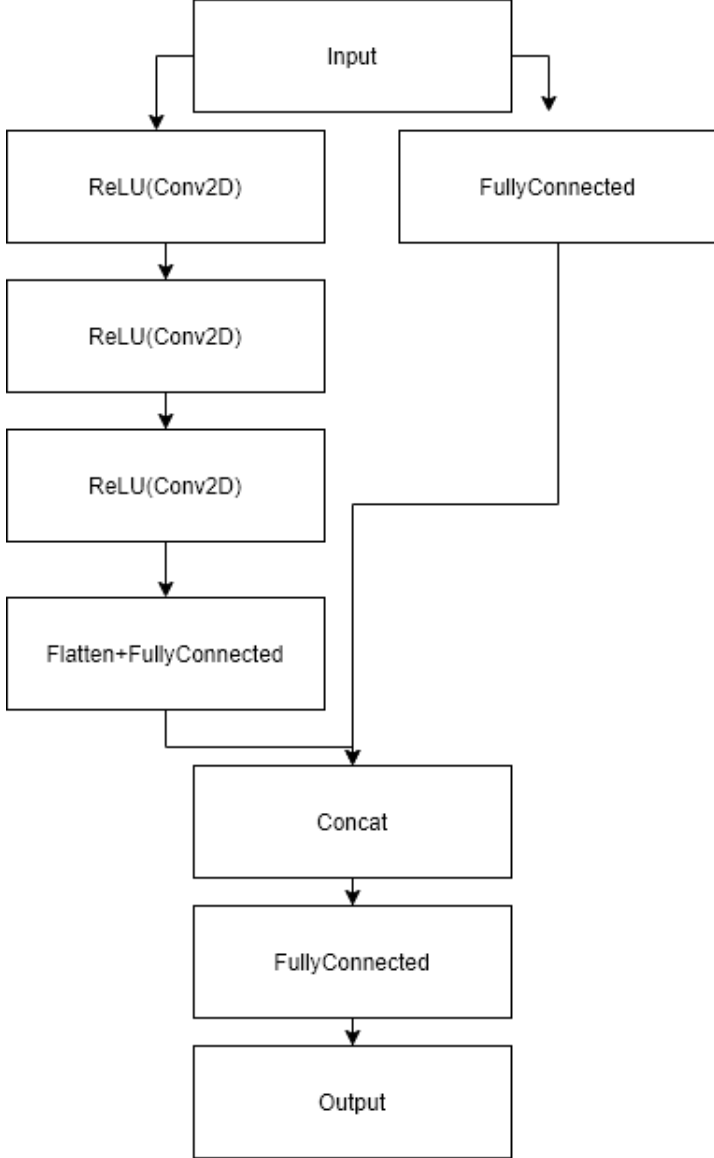 Input
ReLU(Conv2D)
FullyConnected
ReLU(Conv2D)
ReLU(Conv2D)
Flatten+FullyConnected
Concat
FullyConnected
Output